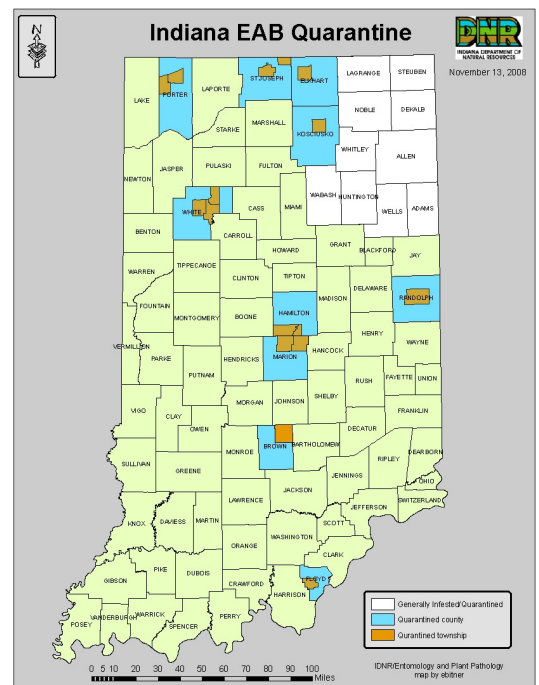 Indiana EAB Quarantine
N
DNR
INDIANA DEPARTMENT OF
NATURAL RESOURCES
November 13, 2008
LAKE
PORTER
LAPORTE
ST JOSEPH
ELKHART
LAGRANGE
STEUBEN
NOBLE
DEKALB
STARKE
MARSHALL
KOSCIUSKO
WHITLEY
ALLEN
NEWTON
JASPER
PULASKI
FULTON
WABASH
HUNTINGTON
WELLS
ADAMS
WHITE
CASS
MIAMI
BENTON
CARROLL
HOWARD
GRANT
BLACKFORD
JAY
WARREN
TIPPECANOE
CLINTON
TIPTON
MADISON
DELAWARE
RANDOLPH
FOUNTAIN
MONTGOMERY
BOONE
HAMILTON
HENRY
WAYNE
VERMILLION
PARKE
PUTNAM
HENDRICKS
MARION
HANCOCK
RUSH
FAYETTE
UNION
VIGO
CLAY
OWEN
MORGAN
JOHNSON
SHELBY
DECATUR
FRANKLIN
SULLIVAN
GREENE
MONROE
BROWN
BARTHOLOMEW
RIPLEY
DEARBORN
JENNINGS
OHIO
SWITZERLAND
JEFFERSON
LAWRENCE
JACKSON
KNOX
DAVIESS
MARTIN
ORANGE
WASHINGTON
SCOTT
CLARK
GIBSON
PIKE
DUBOIS
CRAWFORD
HARRISON
FLOYD
POSEY
VANDERBURGH
WARRICK
SPENCER
PERRY
Generally Infested/Quarantined
Quarantined county
Qurantined township
0 5 10 20 30 40 50 60 70 80 90 100
Miles
IDNR/Entomology and Plant Pathology
map by ebitner